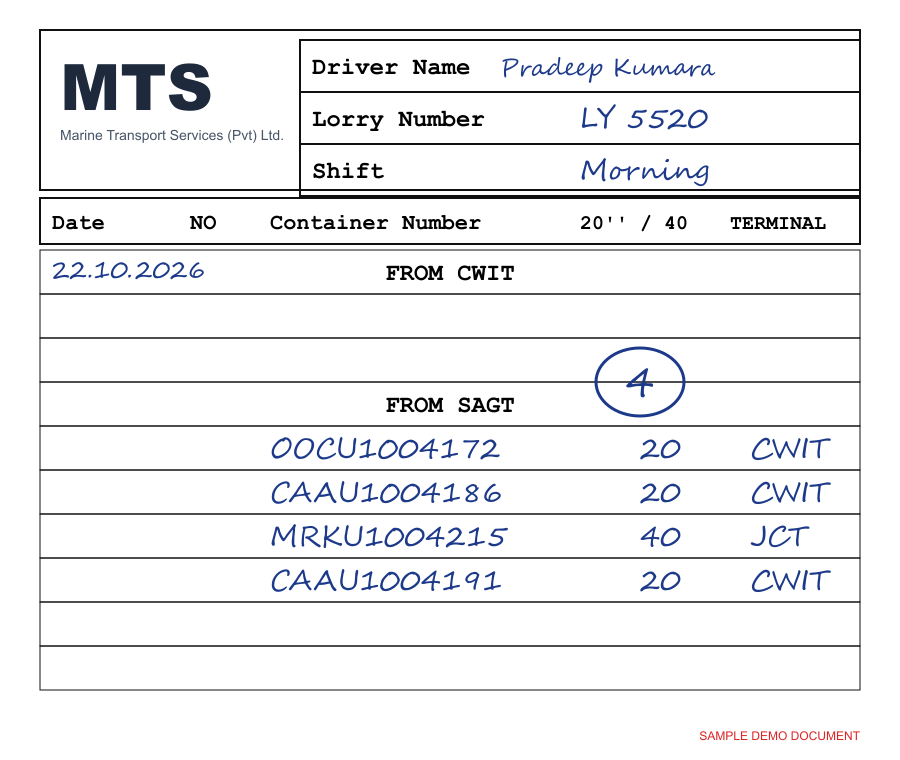 MTS
Marine Transport Services (Pvt) Ltd.
Driver Name Pradeep Kumara
Lorry Number LY 5520
Shift Morning
Date NO Container Number 20'' / 40 TERMINAL
22.10.2026 FROM CWIT
4
FROM SAGT
OOCU1004172 20 CWIT
CAAU1004186 20 CWIT
MRKU1004215 40 JCT
CAAU1004191 20 CWIT
SAMPLE DEMO DOCUMENT